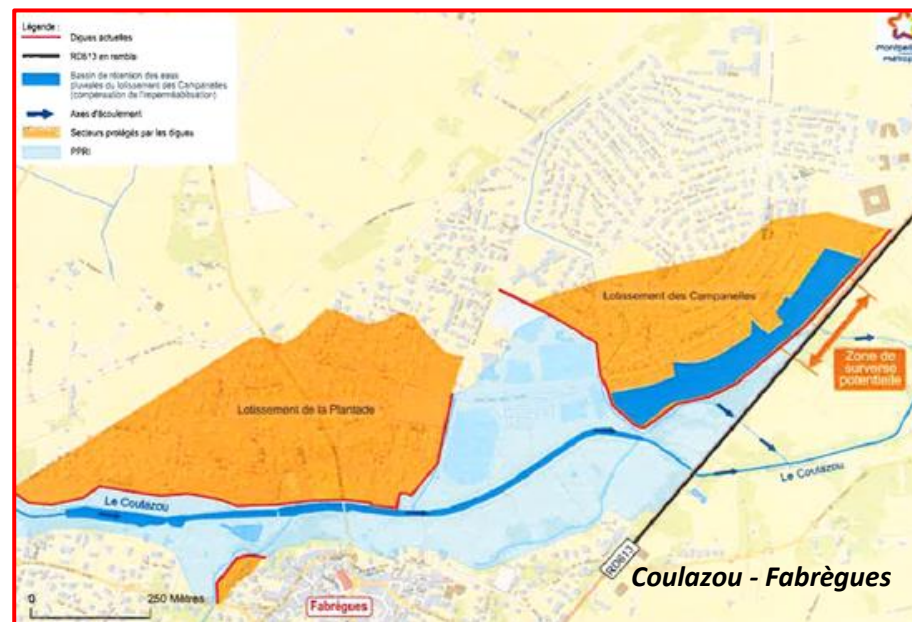 Légende :
Digues actuelles
RD613 en remblai
Bassin de rétention des eaux
pluviales du lotissement des Campanelles
(compensation de l'imperméabilisation)
Axes d'écoulement
Secteurs protégés par les digues
PPRI
montpellier
Lotissement des Campanelles
Zone de
surverse
potentielle
Lotissement de la Plantade
Le Coulazou
Le Coulazou
RD613
0
250 Mètres
Fabrègues
Coulazou - Fabrègues